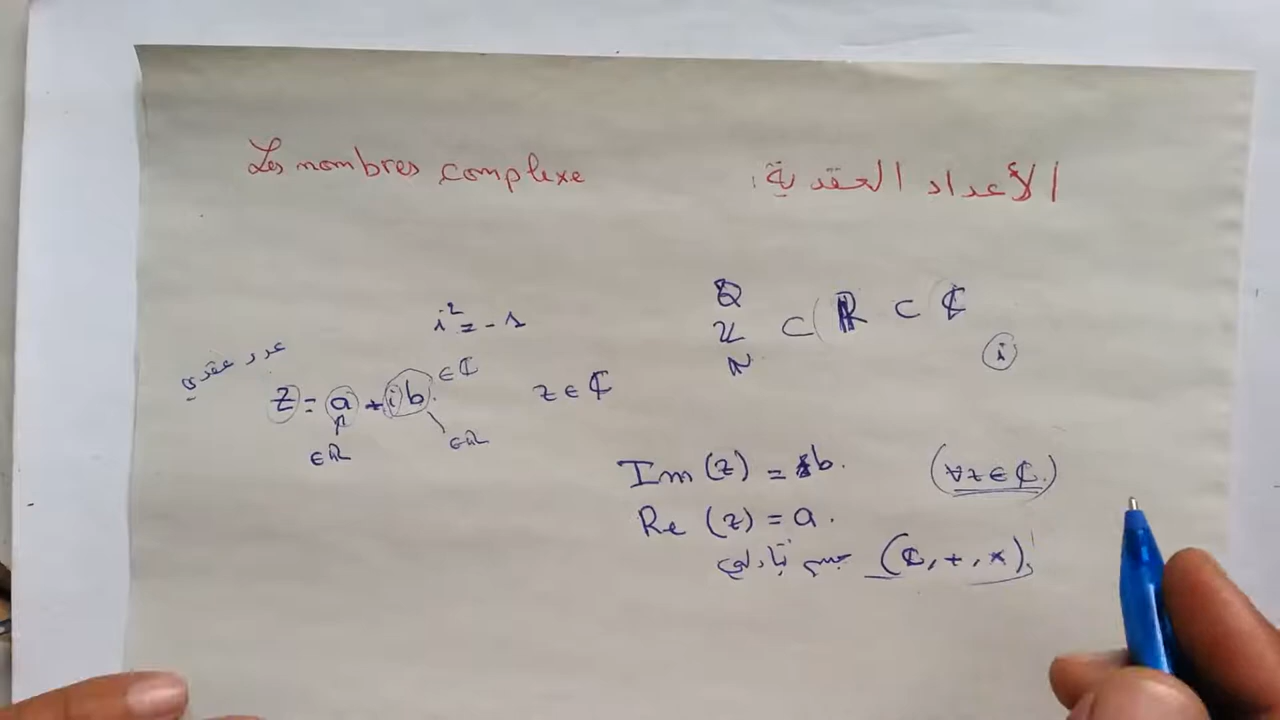 Les nombres complexe
الأعداد العقدية:
Q
Z ⊂ ℝ ⊂ ℂ
N
i
i² = -1
عدد عقدي
z = a + ib ∈ ℂ
∈ ℝ
∈ ℝ
z ∈ ℂ
Im(z) = b.
(∀z ∈ ℂ.)
Re(z) = a.
(ℂ, +, ×) جسم تبادلي